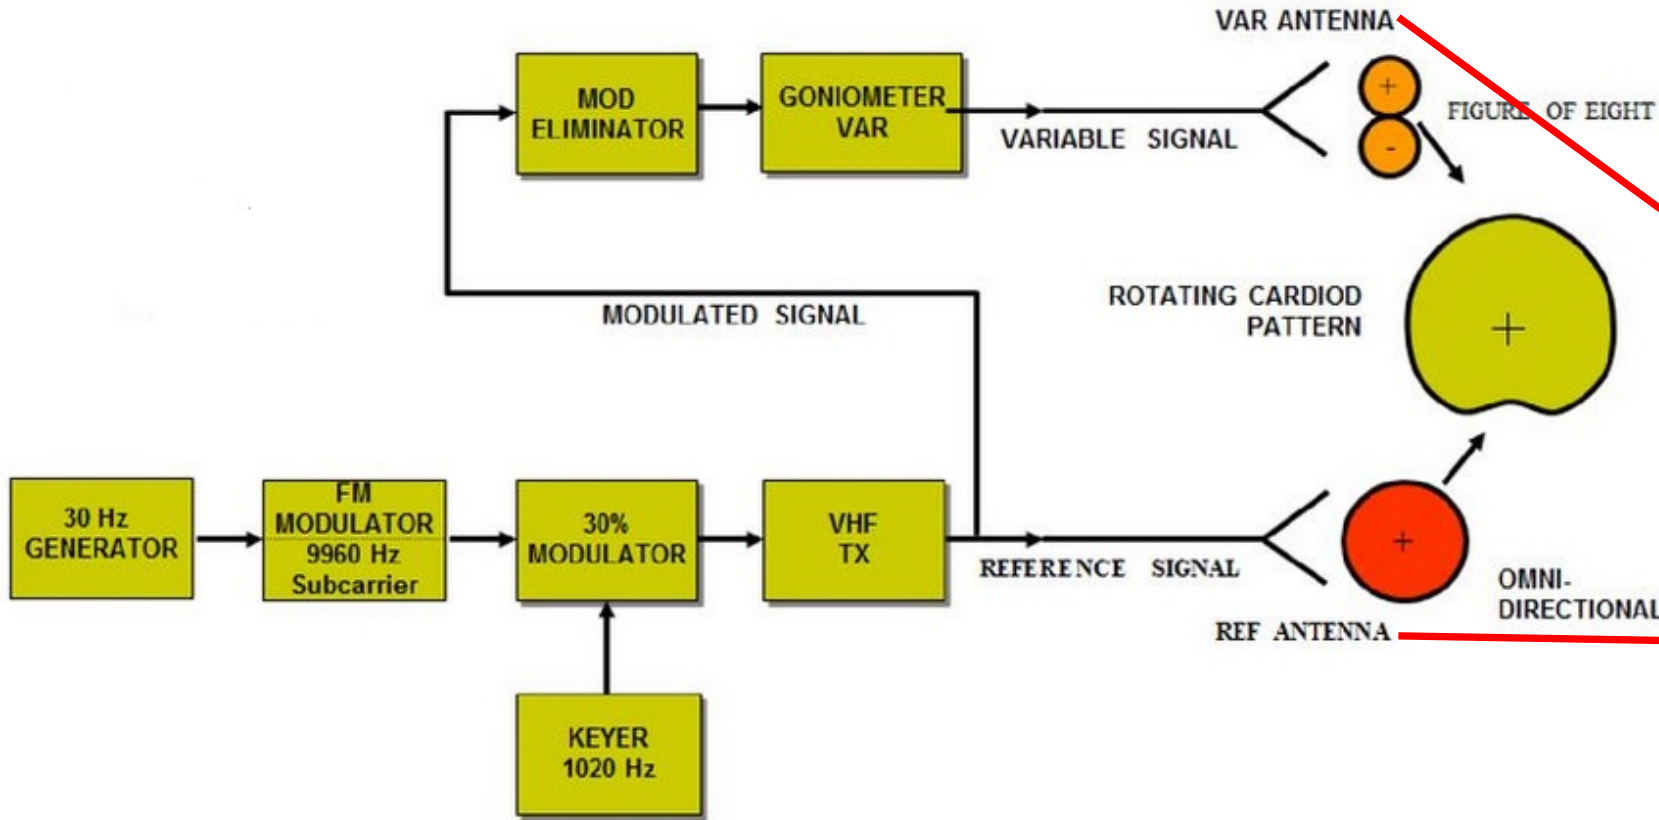 VAR ANTENNA
MOD
ELIMINATOR
GONIOMETER
VAR
VARIABLE SIGNAL
+
-
FIGURE OF EIGHT
MODULATED SIGNAL
ROTATING CARDIOD
PATTERN
+
30 Hz
GENERATOR
FM
MODULATOR
9960 Hz
Subcarrier
30%
MODULATOR
VHF
TX
REFERENCE SIGNAL
+
OMNI-
DIRECTIONAL
REF ANTENNA
KEYER
1020 Hz